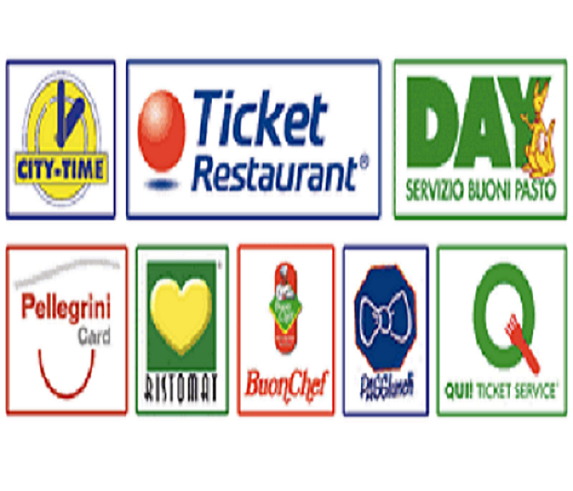 CITY•TIME
Ticket
Restaurant®
DAY
SERVIZIO BUONI PASTO
Pellegrini
Card
RISTOMAT
BuonChef
QUI! TICKET SERVICE